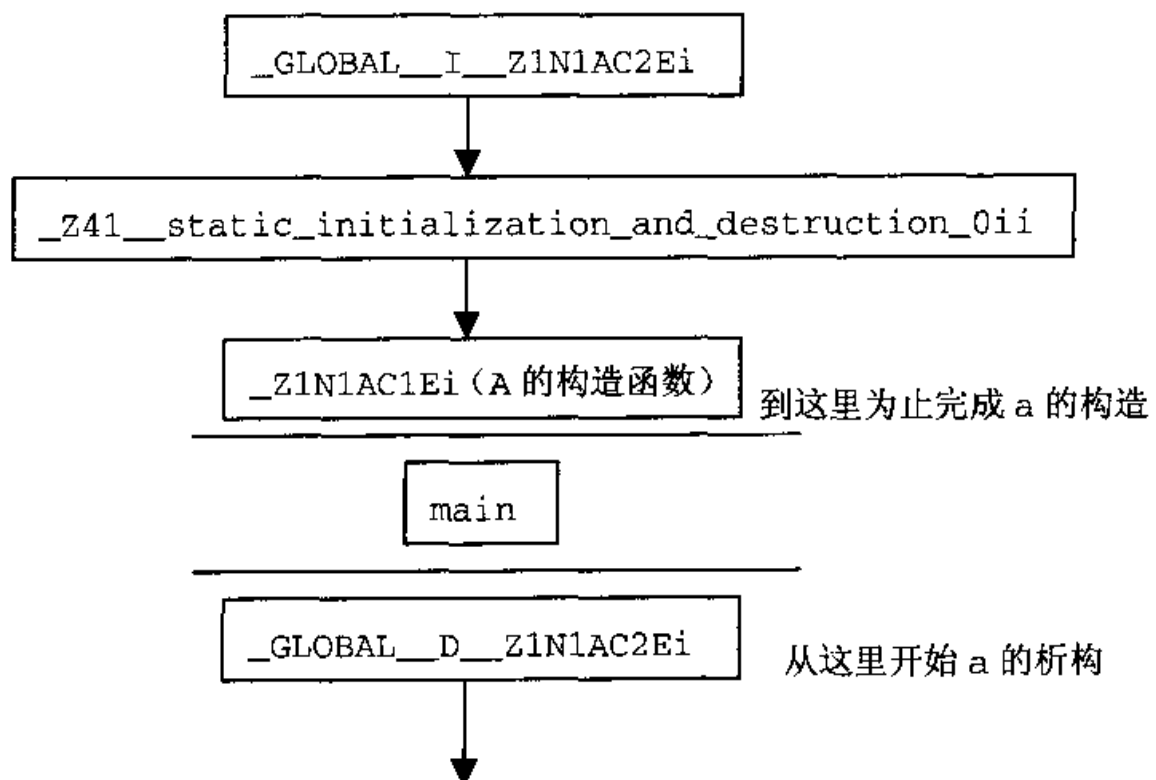 _GLOBAL__I__Z1N1AC2Ei
_Z41__static_initialization_and_destruction_0ii
_Z1N1AC1Ei（A 的构造函数）
到这里为止完成 a 的构造
main
_GLOBAL__D__Z1N1AC2Ei
从这里开始 a 的析构